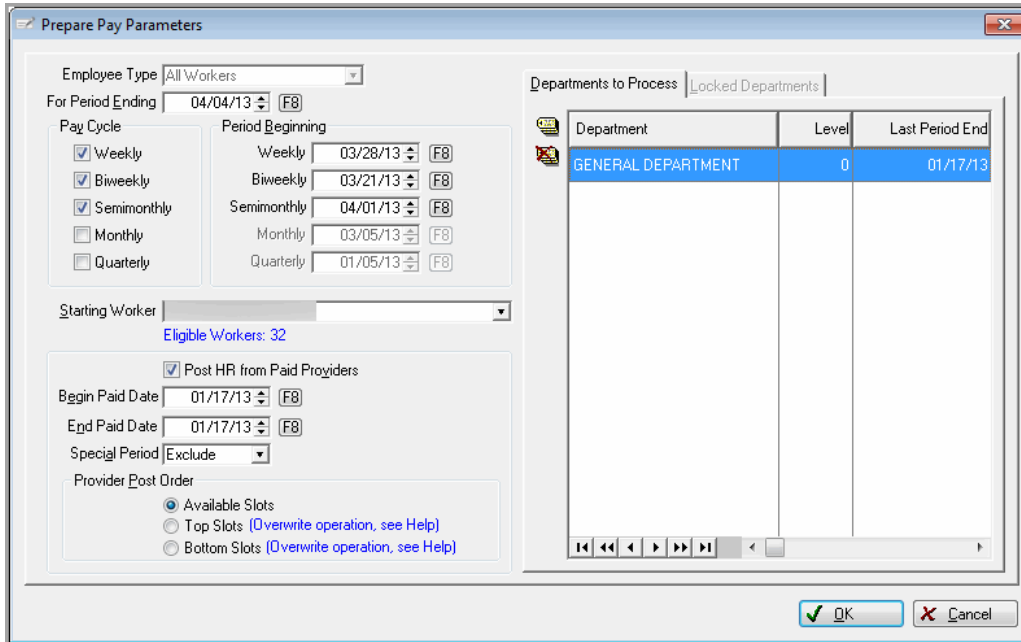 Prepare Pay Parameters
Employee Type All Workers
For Period Ending 04/04/13 F8
Pay Cycle
Weekly
Biweekly
Semimonthly
Monthly
Quarterly
Period Beginning
Weekly 03/28/13 F8
Biweekly 03/21/13 F8
Semimonthly 04/01/13 F8
Monthly 03/05/13 F8
Quarterly 01/05/13 F8
Starting Worker
Eligible Workers: 32
Post HR from Paid Providers
Begin Paid Date 01/17/13 F8
End Paid Date 01/17/13 F8
Special Period Exclude
Provider Post Order
Available Slots
Top Slots (Overwrite operation, see Help)
Bottom Slots (Overwrite operation, see Help)
Departments to Process Locked Departments
Department Level Last Period End
GENERAL DEPARTMENT 0 01/17/13
OK Cancel